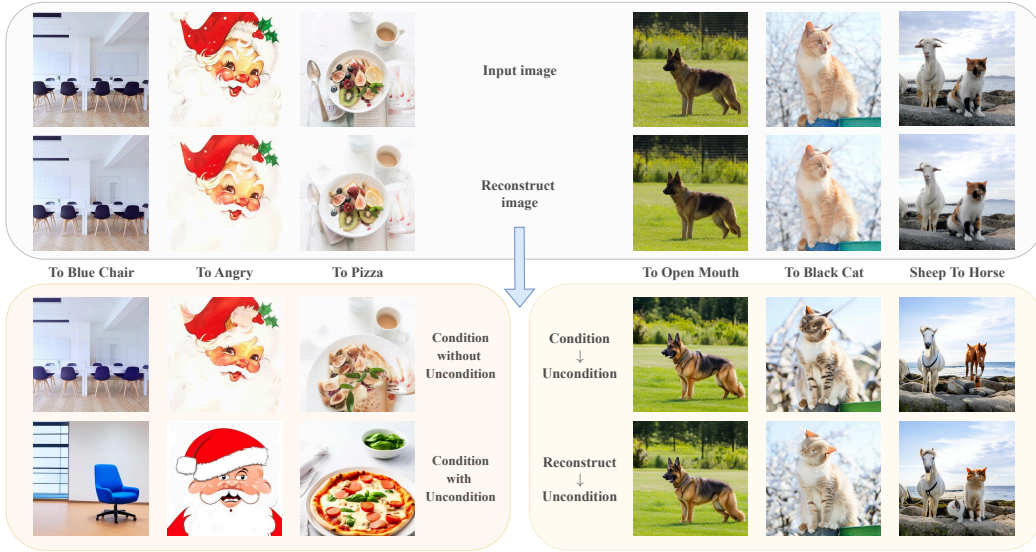 Input image
Reconstruct
image
To Blue Chair
To Angry
To Pizza
To Open Mouth
To Black Cat
Sheep To Horse
Condition
without
Uncondition
Condition
↓
Uncondition
Condition
with
Uncondition
Reconstruct
↓
Uncondition